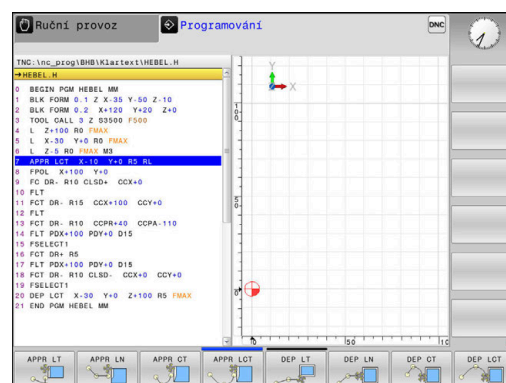 Ruční provoz
Programování
DNC
TNC:\nc_prog\BHB\Klartext\HEBEL.H
→HEBEL.H
0 BEGIN PGM HEBEL MM
1 BLK FORM 0.1 Z X-35 Y-50 Z-10
2 BLK FORM 0.2 X+120 Y+20 Z+0
3 TOOL CALL 3 Z S3500 F500
4 L Z+100 R0 FMAX
5 L X-30 Y+0 R0 FMAX
6 L Z-5 R0 FMAX M3
7 APPR LCT X-10 Y+0 R5 RL
8 FPOL X+100 Y+0
9 FC DR- R10 CLSD+ CCX+0
10 FLT
11 FCT DR- R15 CCX+100 CCY+0
12 FLT
13 FCT DR- R10 CCPR+40 CCPA-110
14 FLT PDX+100 PDY+0 D15
15 FSELECT1
16 FCT DR+ R5
17 FLT PDX+100 PDY+0 D15
18 FCT DR- R10 CLSD- CCX+0 CCY+0
19 FSELECT1
20 DEP LCT X-30 Y+0 Z+100 R5 FMAX
21 END PGM HEBEL MM
Y
X
100
50
0
0
50
APPR LT
APPR LN
APPR CT
APPR LCT
DEP LT
DEP LN
DEP CT
DEP LCT